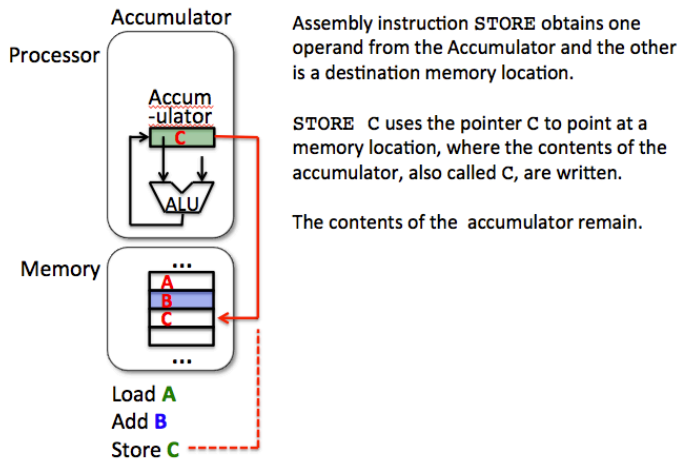 Accumulator
Processor
Accum
-ulator
C
ALU
Memory
...
A
B
C
...
Load A
Add B
Store C
Assembly instruction STORE obtains one
operand from the Accumulator and the other
is a destination memory location.
STORE C uses the pointer C to point at a
memory location, where the contents of the
accumulator, also called C, are written.
The contents of the accumulator remain.